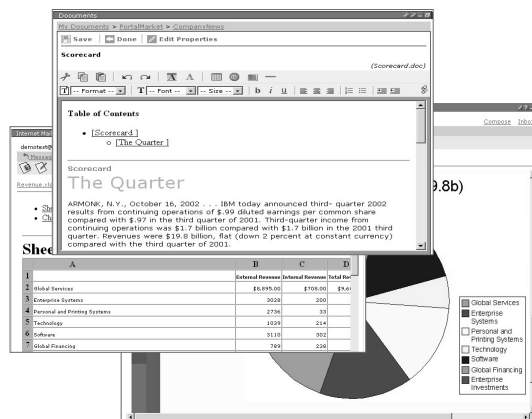 Documents
My Documents > PortalMarket > CompanyNews
Save Done Edit Properties
Scorecard
(Scorecard.doc)
-- Format -- T -- Font -- -- Size -- b i u
Table of Contents
[Scorecard ]
[The Quarter ]
Scorecard
The Quarter
ARMONK, N.Y., October 16, 2002 . . . IBM today announced third- quarter 2002
results from continuing operations of $.99 diluted earnings per common share
compared with $.97 in the third quarter of 2001. Third-quarter income from
continuing operations was $1.7 billion compared with $1.7 billion in the 2001 third
quarter. Revenues were $19.8 billion, flat (down 2 percent at constant currency)
compared with the third quarter of 2001.
Internet Mail
demotest@
Message
Revenue.xls
She
Ch
Shee
A B C D
External Revenue Internal Revenue Total Rev
1
2 Global Services $8,895.00 $708.00 $9,6
3 Enterprise Systems 3028 200
4 Personal and Printing Systems 2736 33
5 Technology 1039 214
6 Software 3110 302
7 Global Financing 789 238
Compose Inbo
9.8b)
Global Services
Enterprise
Systems
Personal and
Printing Systems
Technology
Software
Global Financing
Enterprise
Investments